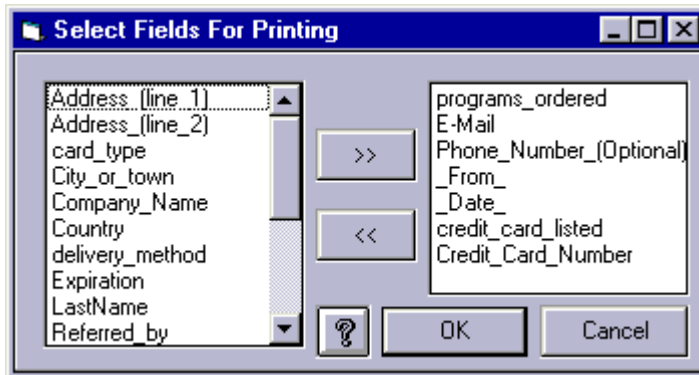 Select Fields For Printing
Address_(line_1)
Address_(line_2)
card_type
City_or_town
Company_Name
Country
delivery_method
Expiration
LastName
Referred_by
>>
<<
programs_ordered
E-Mail
Phone_Number_(Optional)
_From_
_Date_
credit_card_listed
Credit_Card_Number
?
OK
Cancel